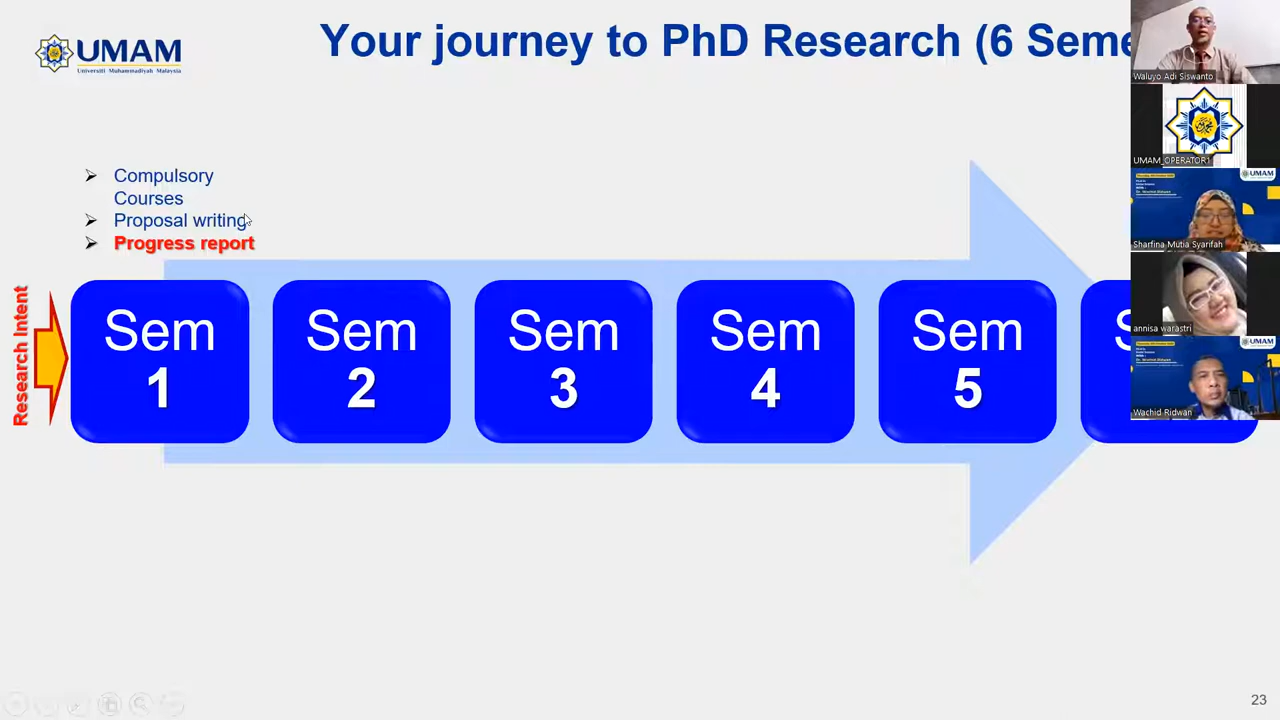 Your journey to PhD Research (6 Seme
UMAM
Universiti Muhammadiyah Malaysia
Compulsory
Courses
Proposal writing
Progress report
Research Intent
Sem
1
Sem
2
Sem
3
Sem
4
Sem
5
S
Waluyo Adi Siswanto
UMAM_OPERATOR1
UMAM
Sharfina Mutia Syarifah
annisa warastri
UMAM
Wachid Ridwan
23